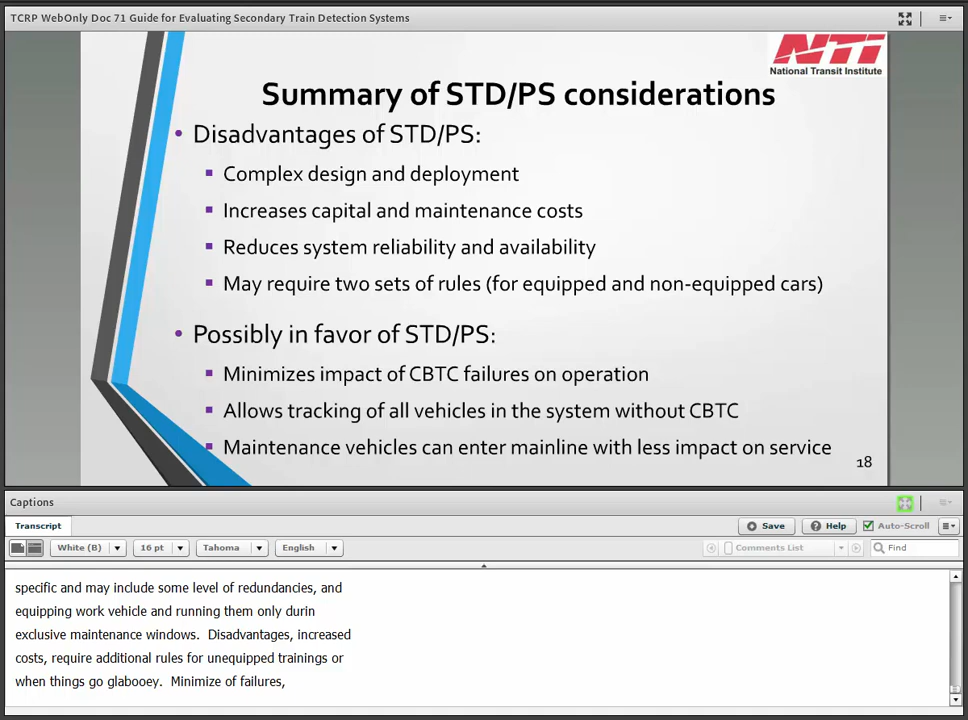 TCRP WebOnly Doc 71 Guide for Evaluating Secondary Train Detection Systems
NTI
National Transit Institute
Summary of STD/PS considerations
• Disadvantages of STD/PS:
▪ Complex design and deployment
▪ Increases capital and maintenance costs
▪ Reduces system reliability and availability
▪ May require two sets of rules (for equipped and non-equipped cars)
• Possibly in favor of STD/PS:
▪ Minimizes impact of CBTC failures on operation
▪ Allows tracking of all vehicles in the system without CBTC
▪ Maintenance vehicles can enter mainline with less impact on service
18
Captions
Transcript
Save Help Auto-Scroll
White (B) 16 pt Tahoma English Comments List Find
specific and may include some level of redundancies, and
equipping work vehicle and running them only durin
exclusive maintenance windows.  Disadvantages, increased
costs, require additional rules for unequipped trainings or
when things go glabooey.  Minimize of failures,